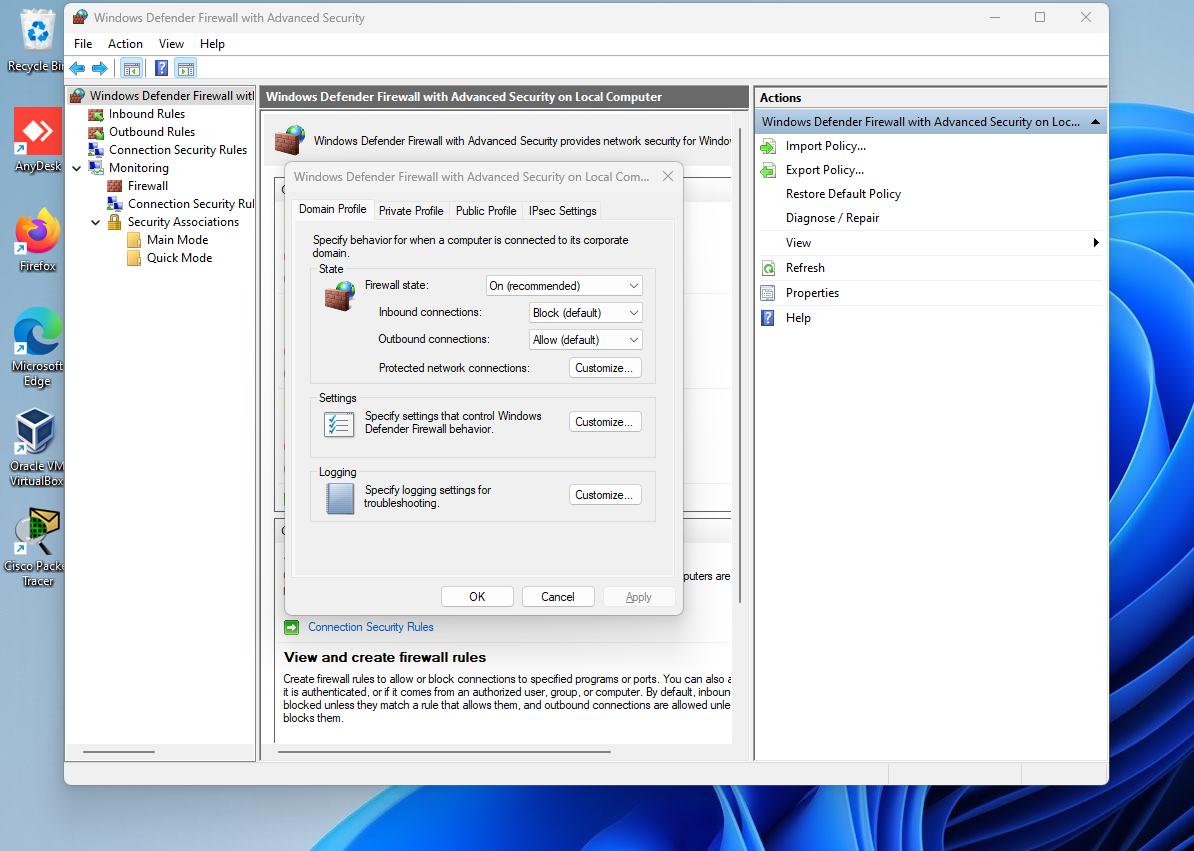 Recycle Bin
AnyDesk
Firefox
Microsoft
Edge
Oracle VM
VirtualBox
Cisco Packe
Tracer
Windows Defender Firewall with Advanced Security
File Action View Help
Windows Defender Firewall wit
Inbound Rules
Outbound Rules
Connection Security Rules
Monitoring
Firewall
Connection Security Rul
Security Associations
Main Mode
Quick Mode
Windows Defender Firewall with Advanced Security on Local Computer
Windows Defender Firewall with Advanced Security provides network security for Windo
Windows Defender Firewall with Advanced Security on Local Com...
Domain Profile Private Profile Public Profile IPsec Settings
Specify behavior for when a computer is connected to its corporate
domain.
State
Firewall state: On (recommended)
Inbound connections: Block (default)
Outbound connections: Allow (default)
Protected network connections: Customize...
Settings
Specify settings that control Windows
Defender Firewall behavior.
Customize...
Logging
Specify logging settings for
troubleshooting.
Customize...
OK Cancel Apply
puters are
Connection Security Rules
View and create firewall rules
Create firewall rules to allow or block connections to specified programs or ports. You can also a
it is authenticated, or if it comes from an authorized user, group, or computer. By default, inboun
blocked unless they match a rule that allows them, and outbound connections are allowed unle
blocks them.
Actions
Windows Defender Firewall with Advanced Security on Loc...
Import Policy...
Export Policy...
Restore Default Policy
Diagnose / Repair
View
Refresh
Properties
Help